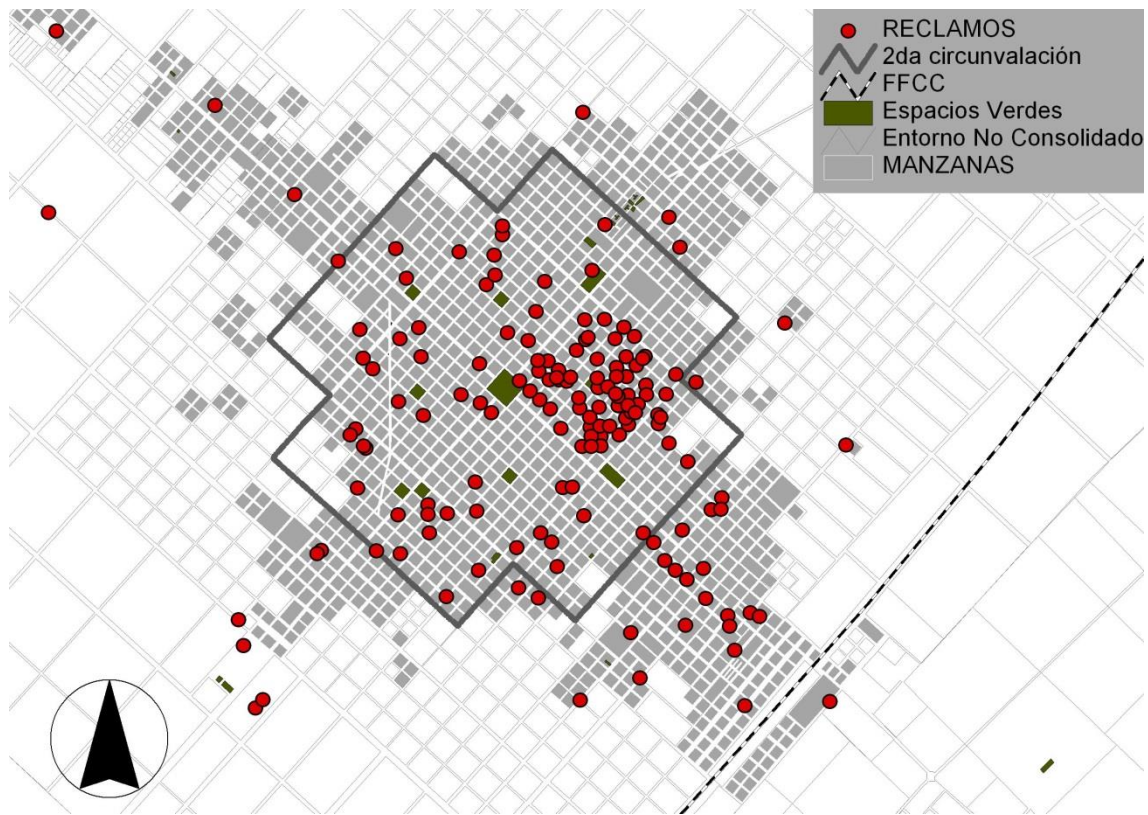 RECLAMOS
2da circunvalación
FFCC
Espacios Verdes
Entorno No Consolidado
MANZANAS